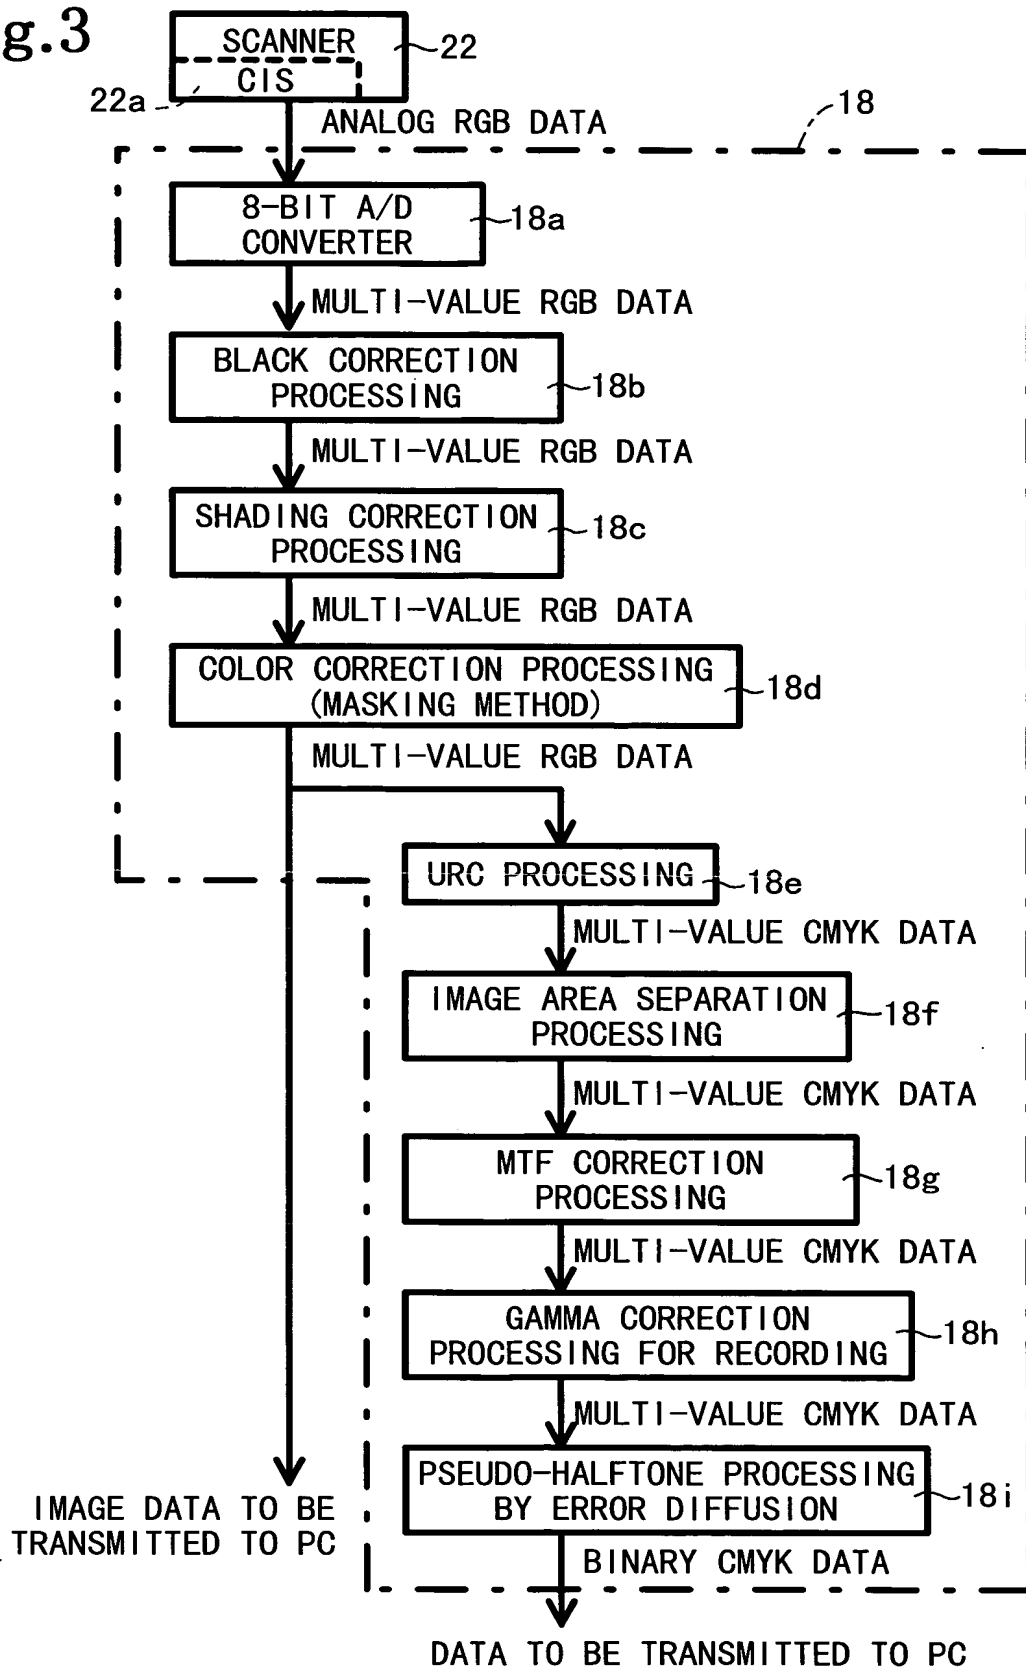 g.3
SCANNER
22
CIS
22a
ANALOG RGB DATA
18
8-BIT A/D
CONVERTER
18a
MULTI-VALUE RGB DATA
BLACK CORRECTION
PROCESSING
18b
MULTI-VALUE RGB DATA
SHADING CORRECTION
PROCESSING
18c
MULTI-VALUE RGB DATA
COLOR CORRECTION PROCESSING
(MASKING METHOD)
18d
MULTI-VALUE RGB DATA
URC PROCESSING
18e
MULTI-VALUE CMYK DATA
IMAGE AREA SEPARATION
PROCESSING
18f
MULTI-VALUE CMYK DATA
MTF CORRECTION
PROCESSING
18g
MULTI-VALUE CMYK DATA
GAMMA CORRECTION
PROCESSING FOR RECORDING
18h
MULTI-VALUE CMYK DATA
PSEUDO-HALFTONE PROCESSING
BY ERROR DIFFUSION
18i
IMAGE DATA TO BE
TRANSMITTED TO PC
BINARY CMYK DATA
DATA TO BE TRANSMITTED TO PC